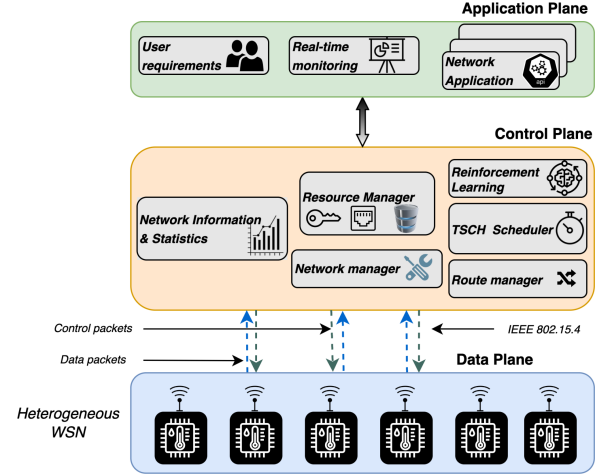 Application Plane
User
requirements
Real-time
monitoring
Network
Application
api
Control Plane
Network Information
& Statistics
Resource Manager
Network manager
Reinforcement
Learning
TSCH Scheduler
Route manager
Control packets
IEEE 802.15.4
Data packets
Data Plane
Heterogeneous
WSN